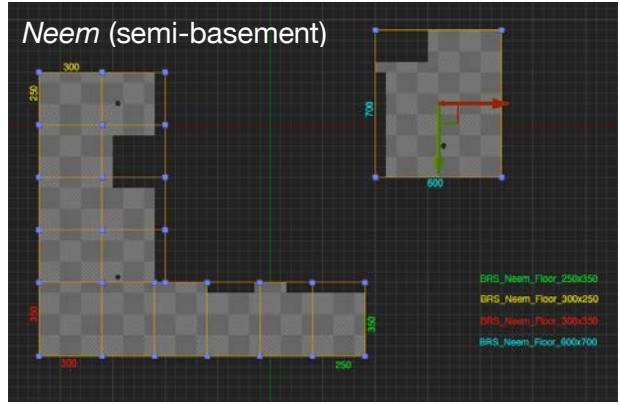 Neem (semi-basement)
300
250
700
600
BRS_Neem_Floor_250x350
BRS_Neem_Floor_300x250
350
BRS_Neem_Floor_300x350
350
BRS_Neem_Floor_600x700
300
250